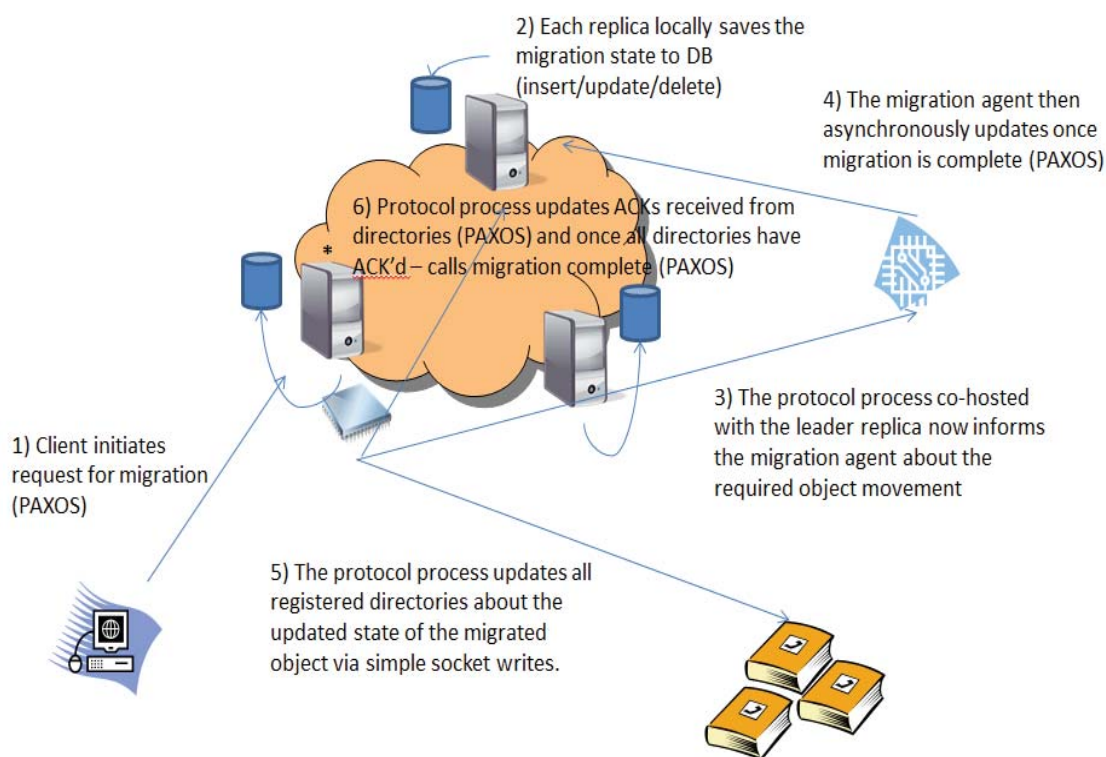 2) Each replica locally saves the
migration state to DB
(insert/update/delete)
4) The migration agent then
asynchronously updates once
migration is complete (PAXOS)
6) Protocol process updates ACKs received from
directories (PAXOS) and once all directories have
* ACK'd – calls migration complete (PAXOS)
3) The protocol process co-hosted
with the leader replica now informs
the migration agent about the
required object movement
1) Client initiates
request for migration
(PAXOS)
5) The protocol process updates all
registered directories about the
updated state of the migrated
object via simple socket writes.